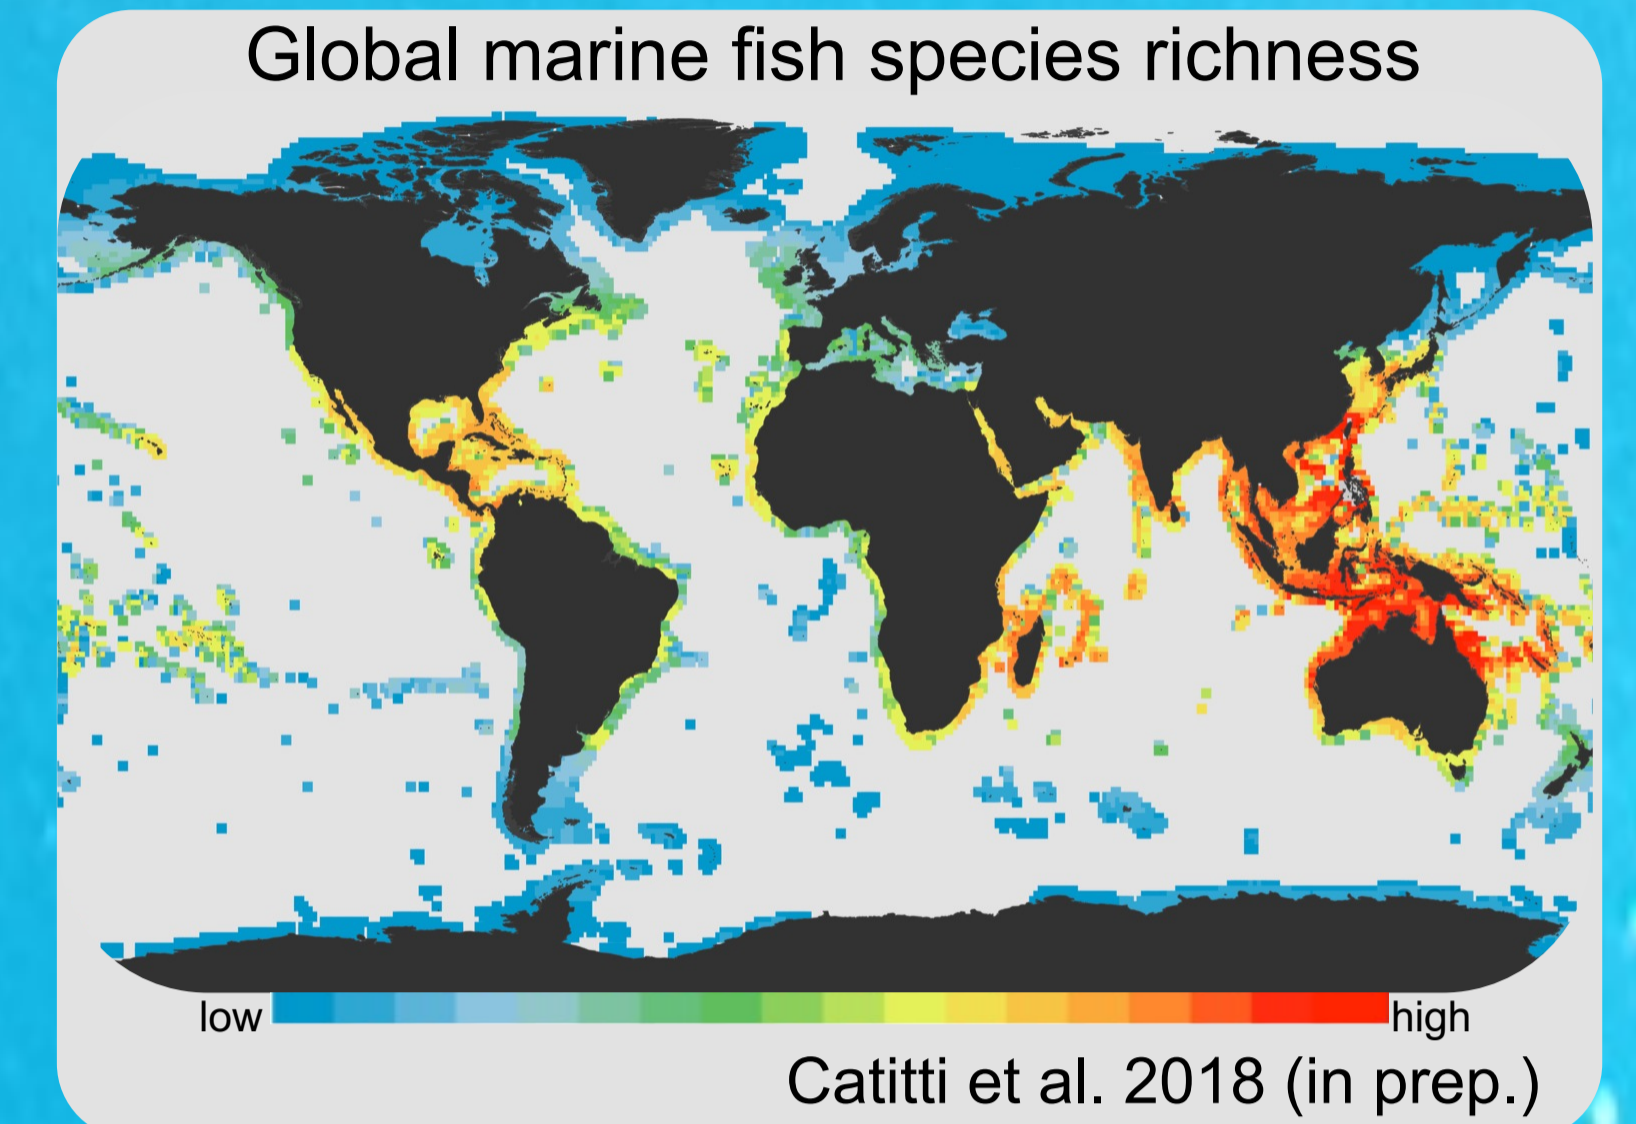 Global marine fish species richness
low
high
Catitti et al. 2018 (in prep.)